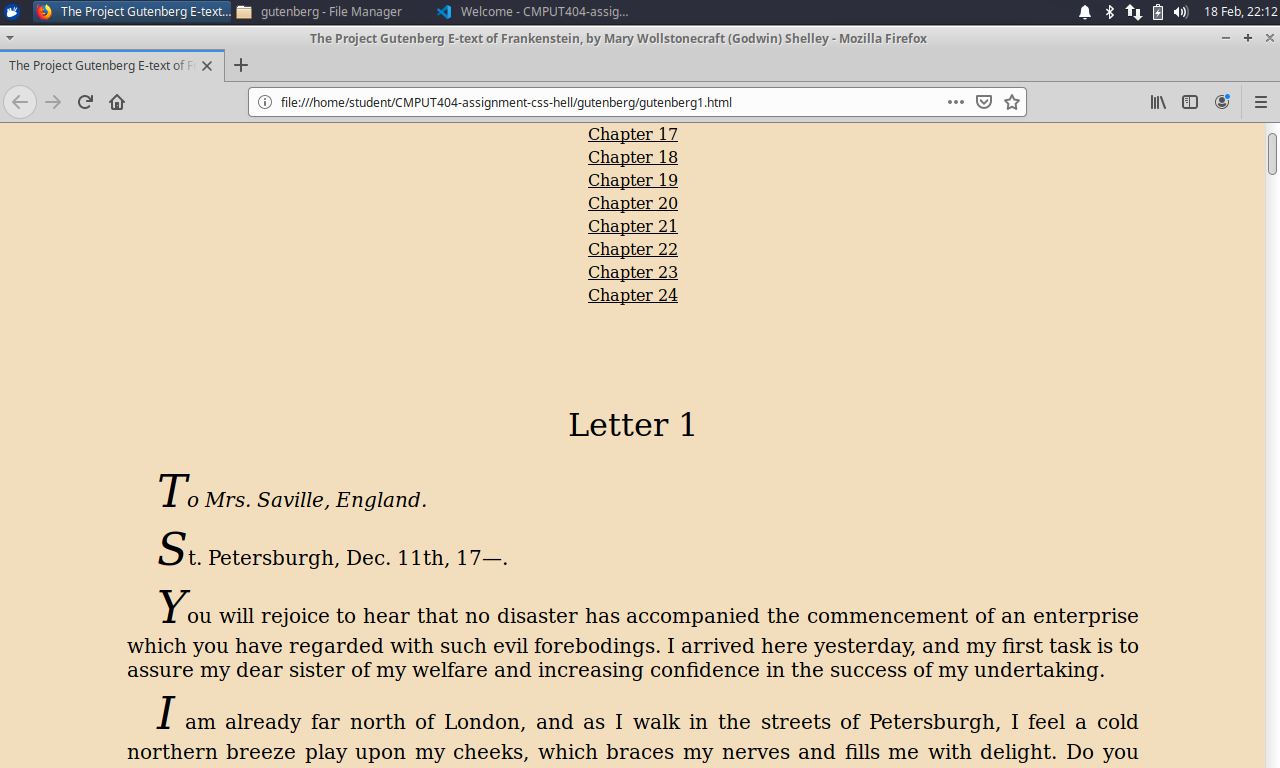 The Project Gutenberg E-text... gutenberg - File Manager Welcome - CMPUT404-assig... 18 Feb, 22:12
The Project Gutenberg E-text of Frankenstein, by Mary Wollstonecraft (Godwin) Shelley - Mozilla Firefox
The Project Gutenberg E-text of F
file:///home/student/CMPUT404-assignment-css-hell/gutenberg/gutenberg1.html
Chapter 17
Chapter 18
Chapter 19
Chapter 20
Chapter 21
Chapter 22
Chapter 23
Chapter 24
Letter 1
To Mrs. Saville, England.
St. Petersburgh, Dec. 11th, 17—.
You will rejoice to hear that no disaster has accompanied the commencement of an enterprise
which you have regarded with such evil forebodings. I arrived here yesterday, and my first task is to
assure my dear sister of my welfare and increasing confidence in the success of my undertaking.
I am already far north of London, and as I walk in the streets of Petersburgh, I feel a cold
northern breeze play upon my cheeks, which braces my nerves and fills me with delight. Do you